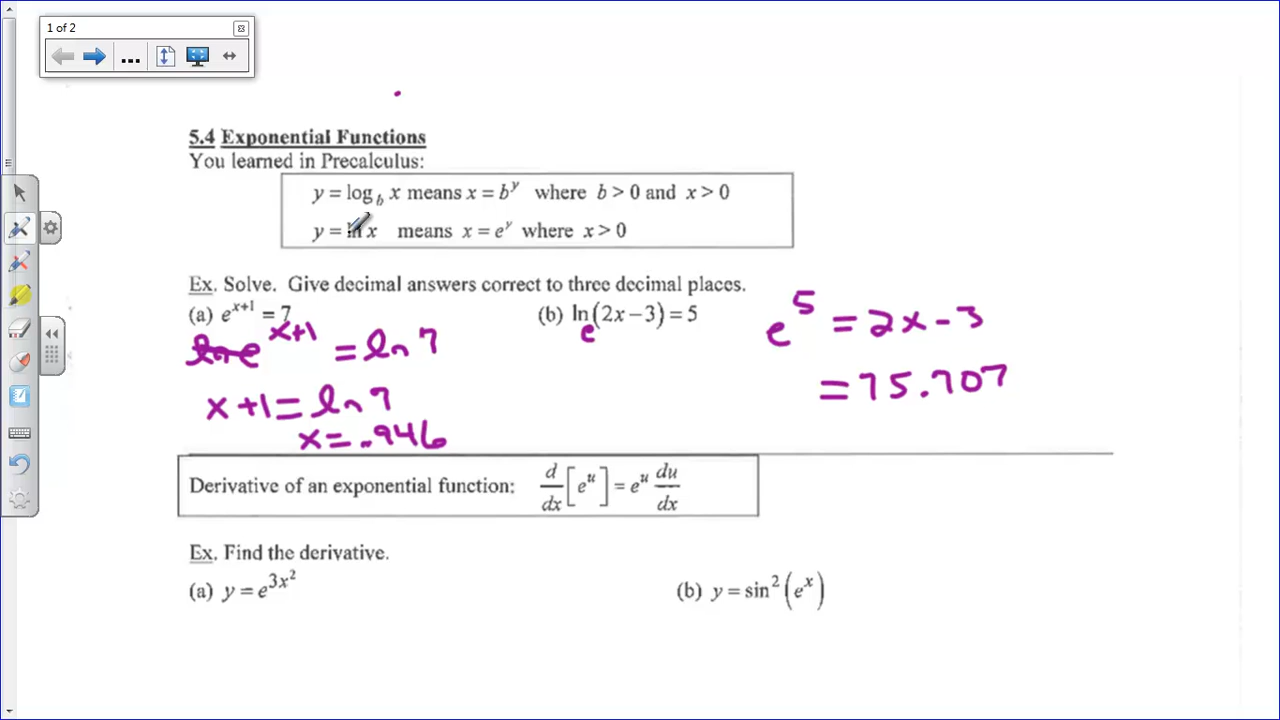 1 of 2
5.4 Exponential Functions
You learned in Precalculus:
y = log_b x means x = b^y where b > 0 and x > 0
y = ln x means x = e^y where x > 0
Ex. Solve. Give decimal answers correct to three decimal places.
(a) e^{x+1} = 7
ln e^{x+1} = ln 7
x + 1 = ln 7
x = .946
(b) ln(2x − 3) = 5
e
e^5 = 2x − 3
= 75.707
Derivative of an exponential function: d/dx [e^u] = e^u du/dx
Ex. Find the derivative.
(a) y = e^{3x^2}
(b) y = sin^2 (e^x)